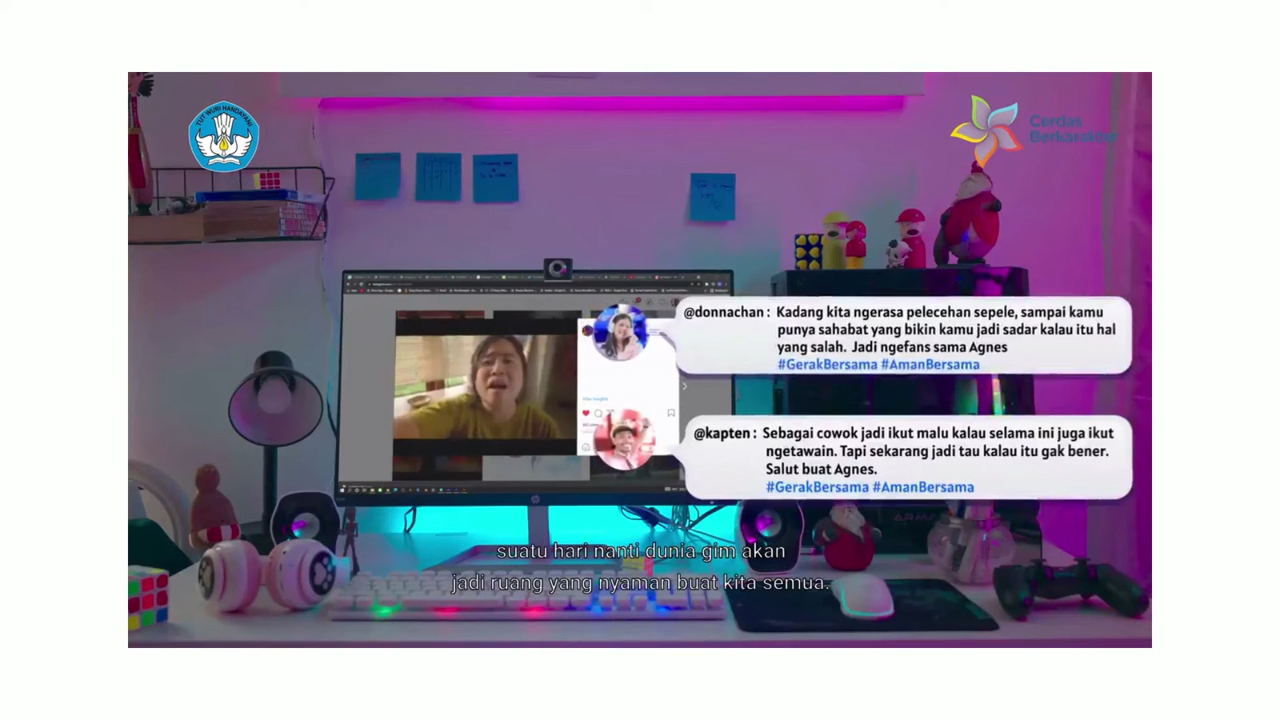 TUT WURI HANDAYANI
Cerdas
Berkarakter
@donnachan : Kadang kita ngerasa pelecehan sepele, sampai kamu
punya sahabat yang bikin kamu jadi sadar kalau itu hal
yang salah. Jadi ngefans sama Agnes
#GerakBersama #AmanBersama
@kapten : Sebagai cowok jadi ikut malu kalau selama ini juga ikut
ngetawain. Tapi sekarang jadi tau kalau itu gak bener.
Salut buat Agnes.
#GerakBersama #AmanBersama
suatu hari nanti dunia gim akan
jadi ruang yang nyaman buat kita semua.